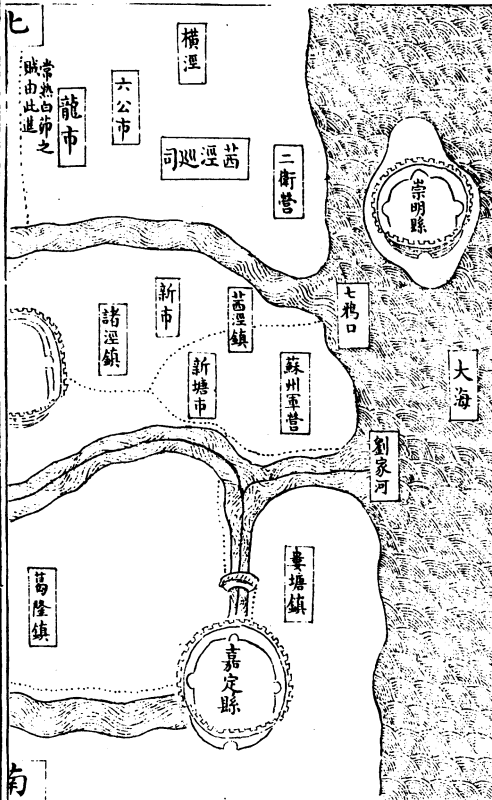 七
橫涇
常熟白茆之
賊由此進
龍市
六公市
茜涇巡司
二衛營
崇明縣
新市
茜涇鎮
七鴉口
諸涇鎮
新塘市
蘇州軍營
大海
劉家河
婁塘鎮
葛隆鎮
嘉定縣
南